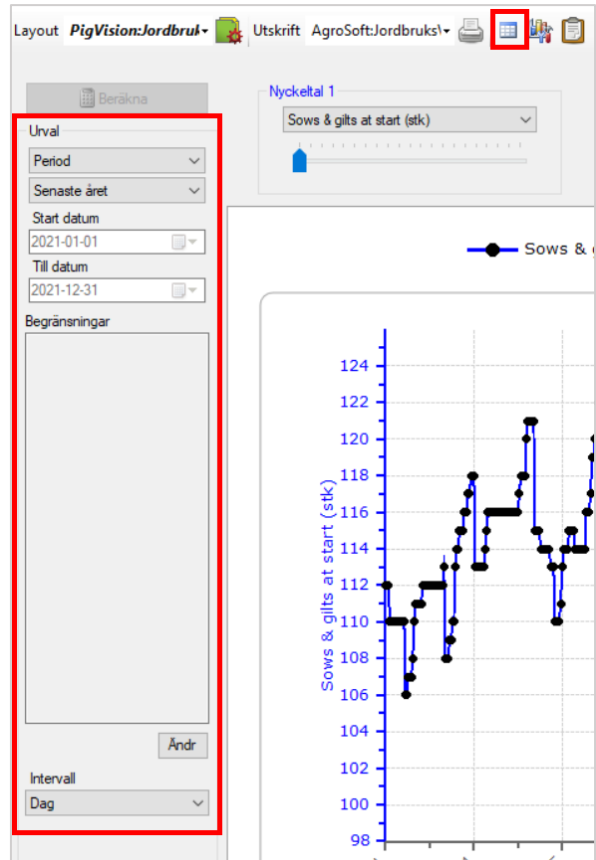 Layout PigVision:Jordbruk Utskrift AgroSoft:Jordbruks\
Beräkna
Nyckeltal 1
Sows & gilts at start (stk)
Urval
Period
Senaste året
Start datum
2021-01-01
Till datum
2021-12-31
Begränsningar
Sows &
124
122
120
118
116
114
112
110
108
106
104
102
100
98
Sows & gilts at start (stk)
Ändr
Intervall
Dag